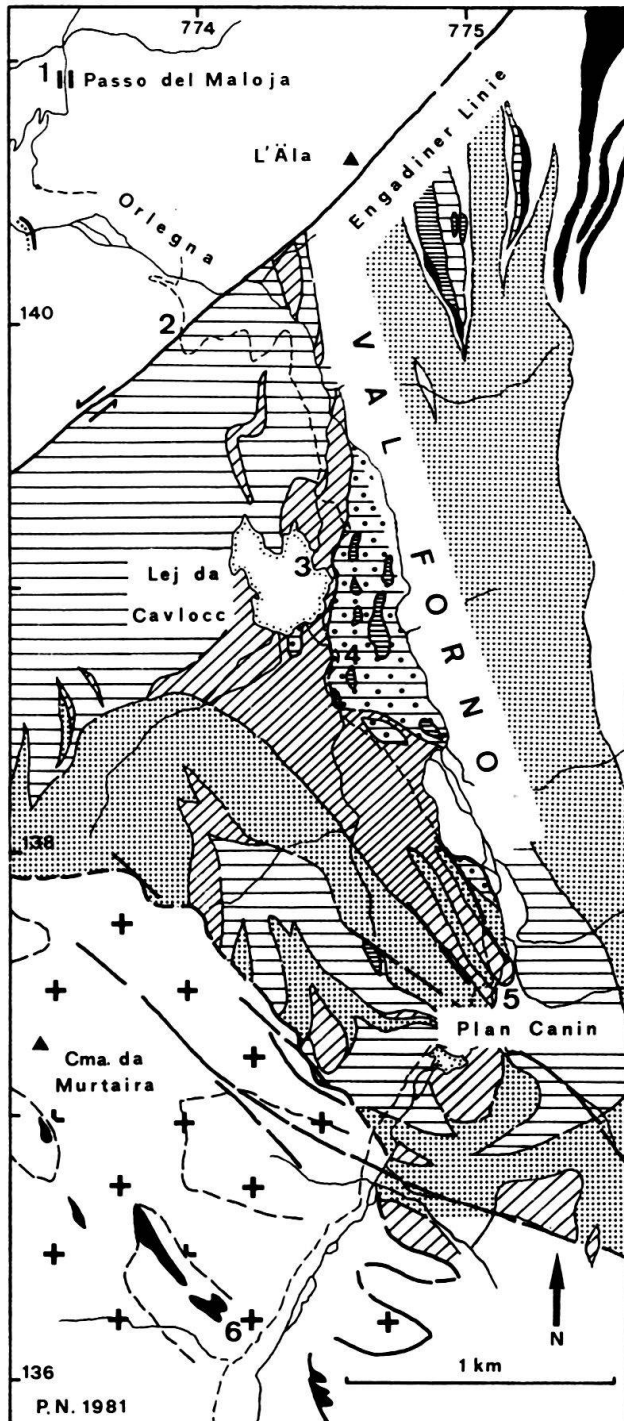 774
775
1
Passo del Maloja
L'Äla
Engadiner Linie
Orlegna
140
2
VAL FORNO
3
Lej da
Cavlocc
4
138
5
Plan Canin
Cma. da
Murtaira
6
N
136
1 km
P.N. 1981